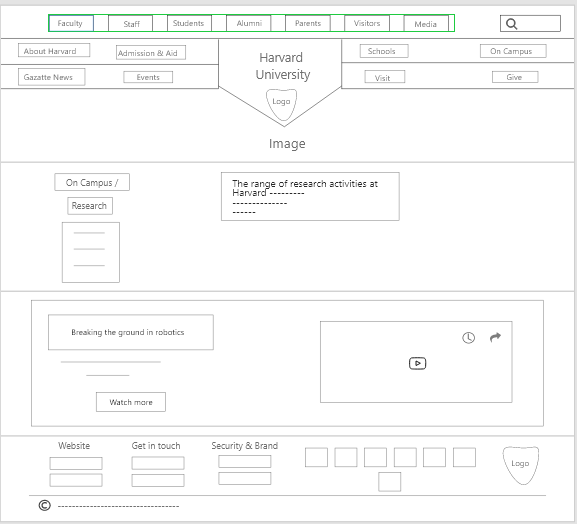 Faculty Staff Students Alumni Parents Visitors Media
About Harvard Admission & Aid Schools On Campus
Gazatte News Events Visit Give
Harvard
University
Logo
Image
On Campus /
Research
The range of research activities at
Harvard ---------
--------------
------
Breaking the ground in robotics
Watch more
Website Get in touch Security & Brand
Logo
© -------------------------------